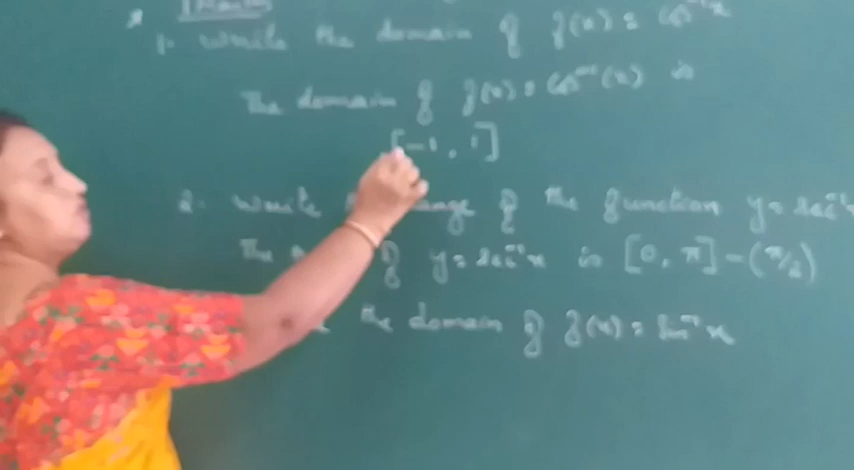 1. Write the domain of f(x) = cos⁻¹x
The domain of f(x) = cos⁻¹(x) is
[-1, 1]
2. Write range of the function y = sec⁻¹x
The of y = sec⁻¹x is [0, π] - (π/2)
the domain of f(x) = sin⁻¹x